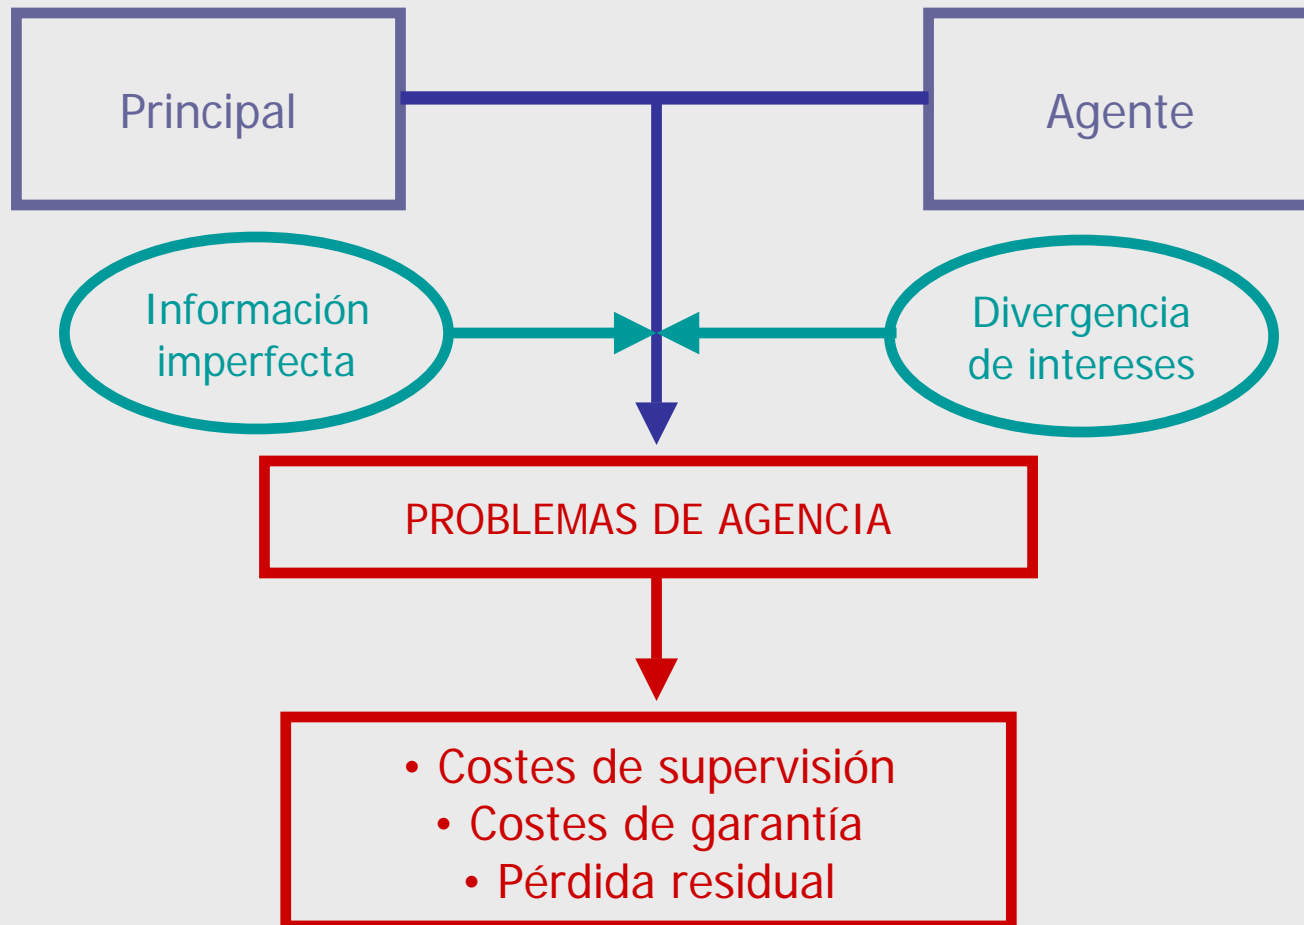 Principal
Agente
Información
imperfecta
Divergencia
de intereses
PROBLEMAS DE AGENCIA
• Costes de supervisión
• Costes de garantía
• Pérdida residual